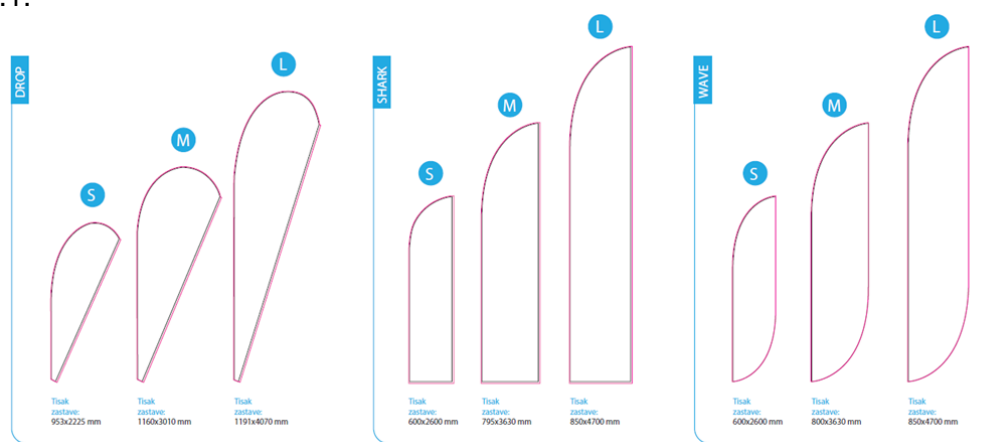 DROP
S
M
L
Tisak
zastave:
953x2225 mm
Tisak
zastave:
1160x3010 mm
Tisak
zastave:
1191x4070 mm
SHARK
S
M
L
Tisak
zastave:
600x2600 mm
Tisak
zastave:
795x3630 mm
Tisak
zastave:
850x4700 mm
WAVE
S
M
L
Tisak
zastave:
600x2600 mm
Tisak
zastave:
800x3630 mm
Tisak
zastave:
850x4700 mm